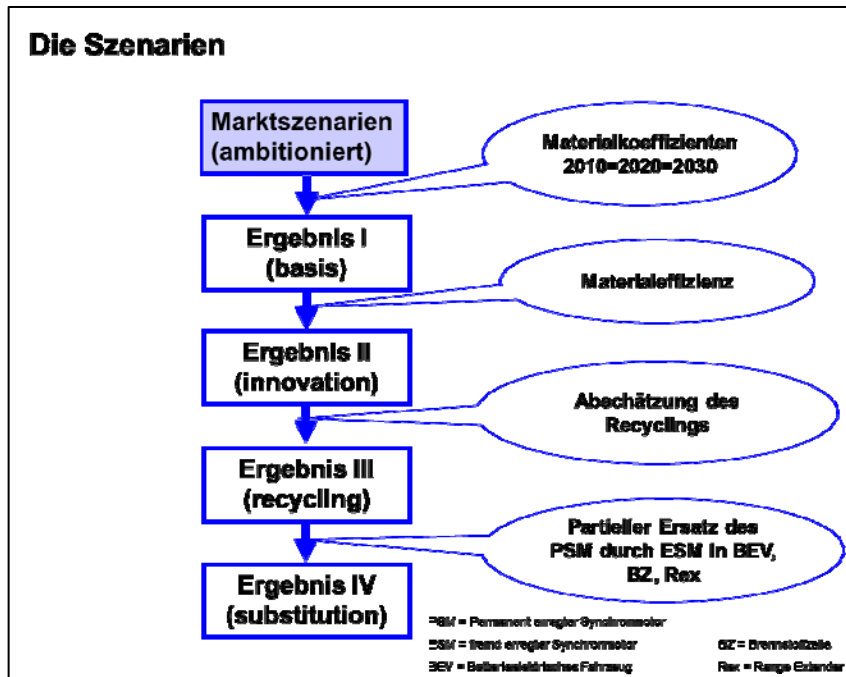 Die Szenarien
Marktszenarien
(ambitioniert)
Materialkoeffizienten
2010=2020=2030
Ergebnis I
(basis)
Materialeffizienz
Ergebnis II
(innovation)
Abschätzung des
Recyclings
Ergebnis III
(recycling)
Partieller Ersatz des
PSM durch ESM in BEV,
BZ, Rex
Ergebnis IV
(substitution)
PSM = Permanent erregter Synchronmotor
ESM = fremd erregter Synchronmotor
BZ = Brennstoffzelle
BEV = Batterieelektrisches Fahrzeug
Rex = Range Extender